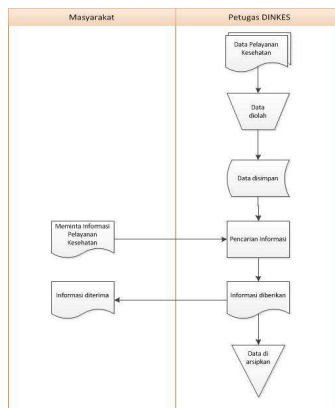 Masyarakat
Petugas DINKES
Data Pelayanan
Kesehatan
Data
diolah
Data disimpan
Meminta Informasi
Pelayanan
Kesehatan
Pencarian Informasi
Informasi diterima
Informasi diberikan
Data di
arsipkan